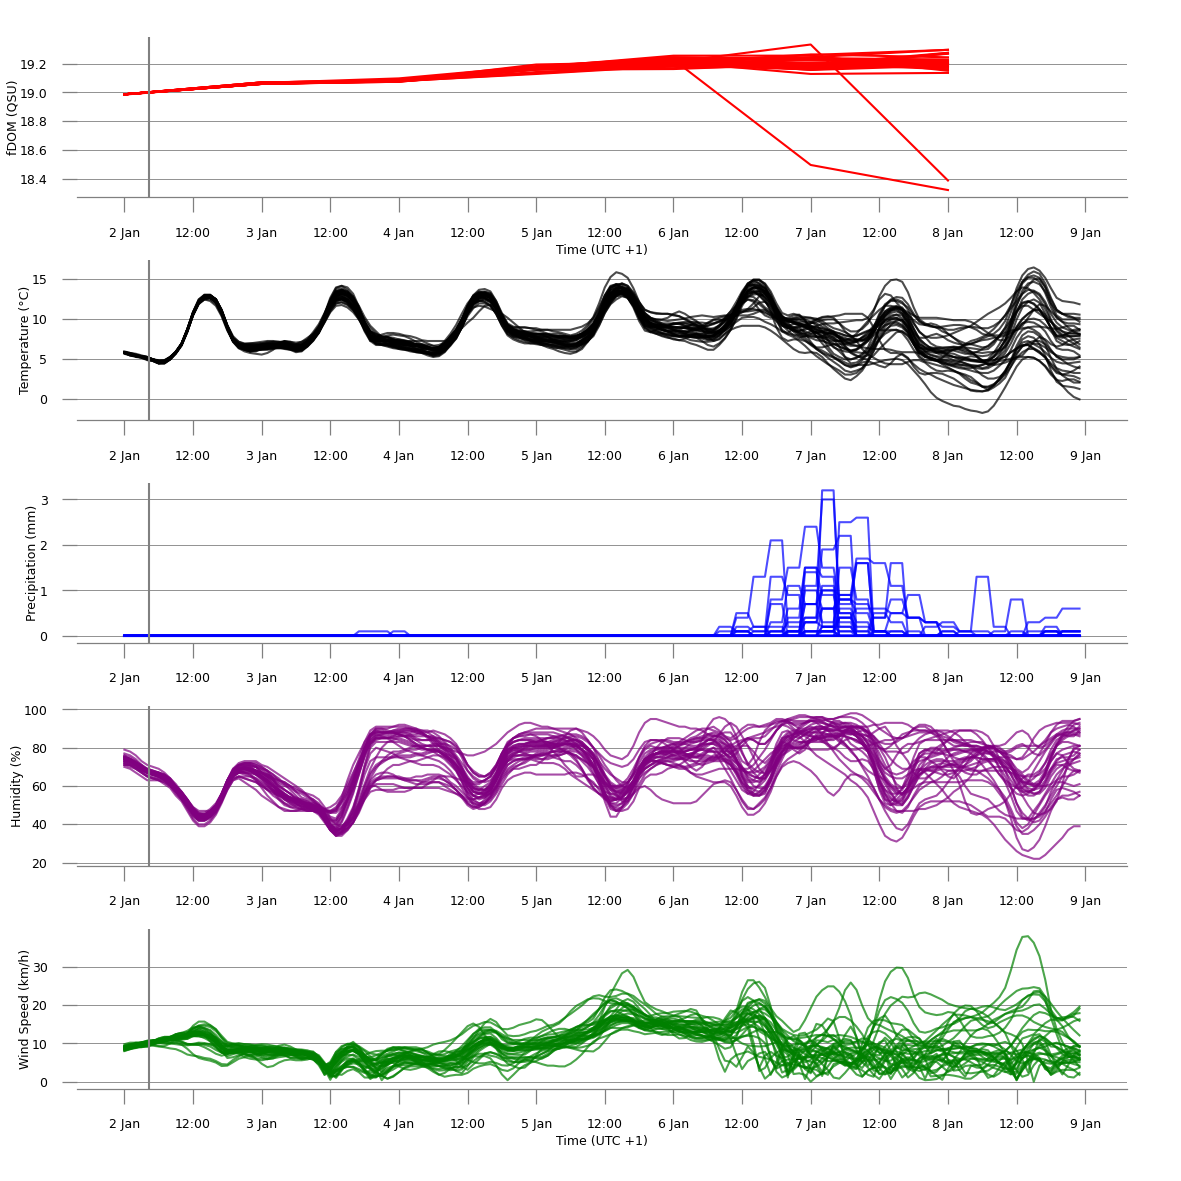 fDOM (QSU)
19.2
19.0
18.8
18.6
18.4
2 Jan 12:00 3 Jan 12:00 4 Jan 12:00 5 Jan 12:00 6 Jan 12:00 7 Jan 12:00 8 Jan 12:00 9 Jan
Time (UTC +1)
Temperature (°C)
15
10
5
0
2 Jan 12:00 3 Jan 12:00 4 Jan 12:00 5 Jan 12:00 6 Jan 12:00 7 Jan 12:00 8 Jan 12:00 9 Jan
Precipitation (mm)
3
2
1
0
2 Jan 12:00 3 Jan 12:00 4 Jan 12:00 5 Jan 12:00 6 Jan 12:00 7 Jan 12:00 8 Jan 12:00 9 Jan
Humidity (%)
100
80
60
40
20
2 Jan 12:00 3 Jan 12:00 4 Jan 12:00 5 Jan 12:00 6 Jan 12:00 7 Jan 12:00 8 Jan 12:00 9 Jan
Wind Speed (km/h)
30
20
10
0
2 Jan 12:00 3 Jan 12:00 4 Jan 12:00 5 Jan 12:00 6 Jan 12:00 7 Jan 12:00 8 Jan 12:00 9 Jan
Time (UTC +1)